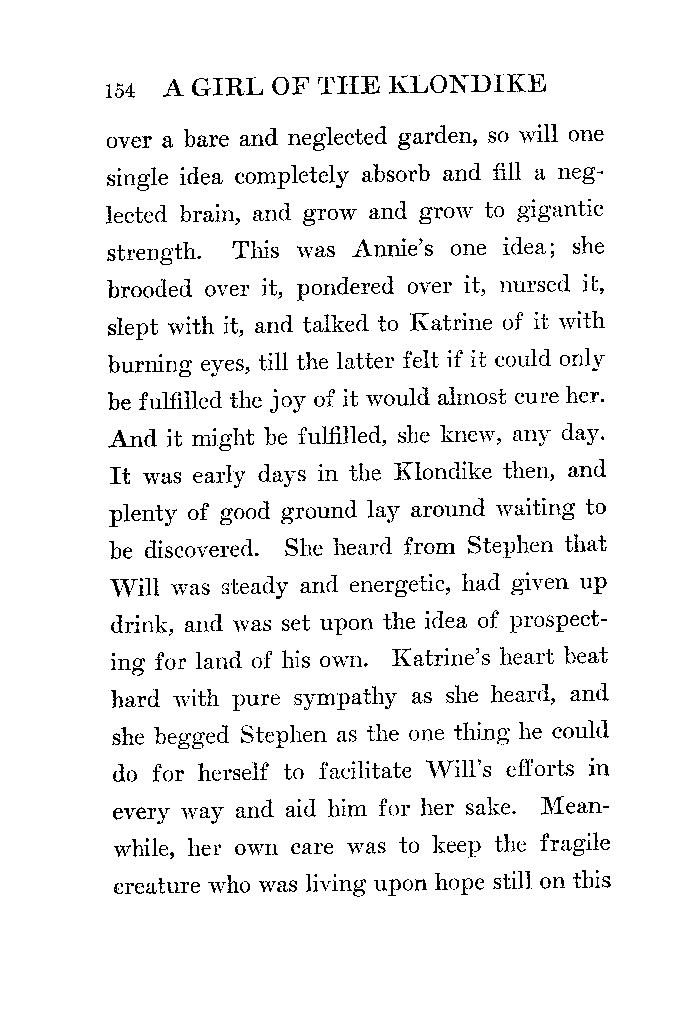 154 A GIRL OF THE KLONDIKE
over a bare and neglected garden, so will one
single idea completely absorb and fill a neg-
lected brain, and grow and grow to gigantic
strength. This was Annie's one idea; she
brooded over it, pondered over it, nursed it,
slept with it, and talked to Katrine of it with
burning eyes, till the latter felt if it could only
be fulfilled the joy of it would almost cure her.
And it might be fulfilled, she knew, any day.
It was early days in the Klondike then, and
plenty of good ground lay around waiting to
be discovered. She heard from Stephen that
Will was steady and energetic, had given up
drink, and was set upon the idea of prospect-
ing for land of his own. Katrine's heart beat
hard with pure sympathy as she heard, and
she begged Stephen as the one thing he could
do for herself to facilitate Will's efforts in
every way and aid him for her sake. Mean-
while, her own care was to keep the fragile
creature who was living upon hope still on this